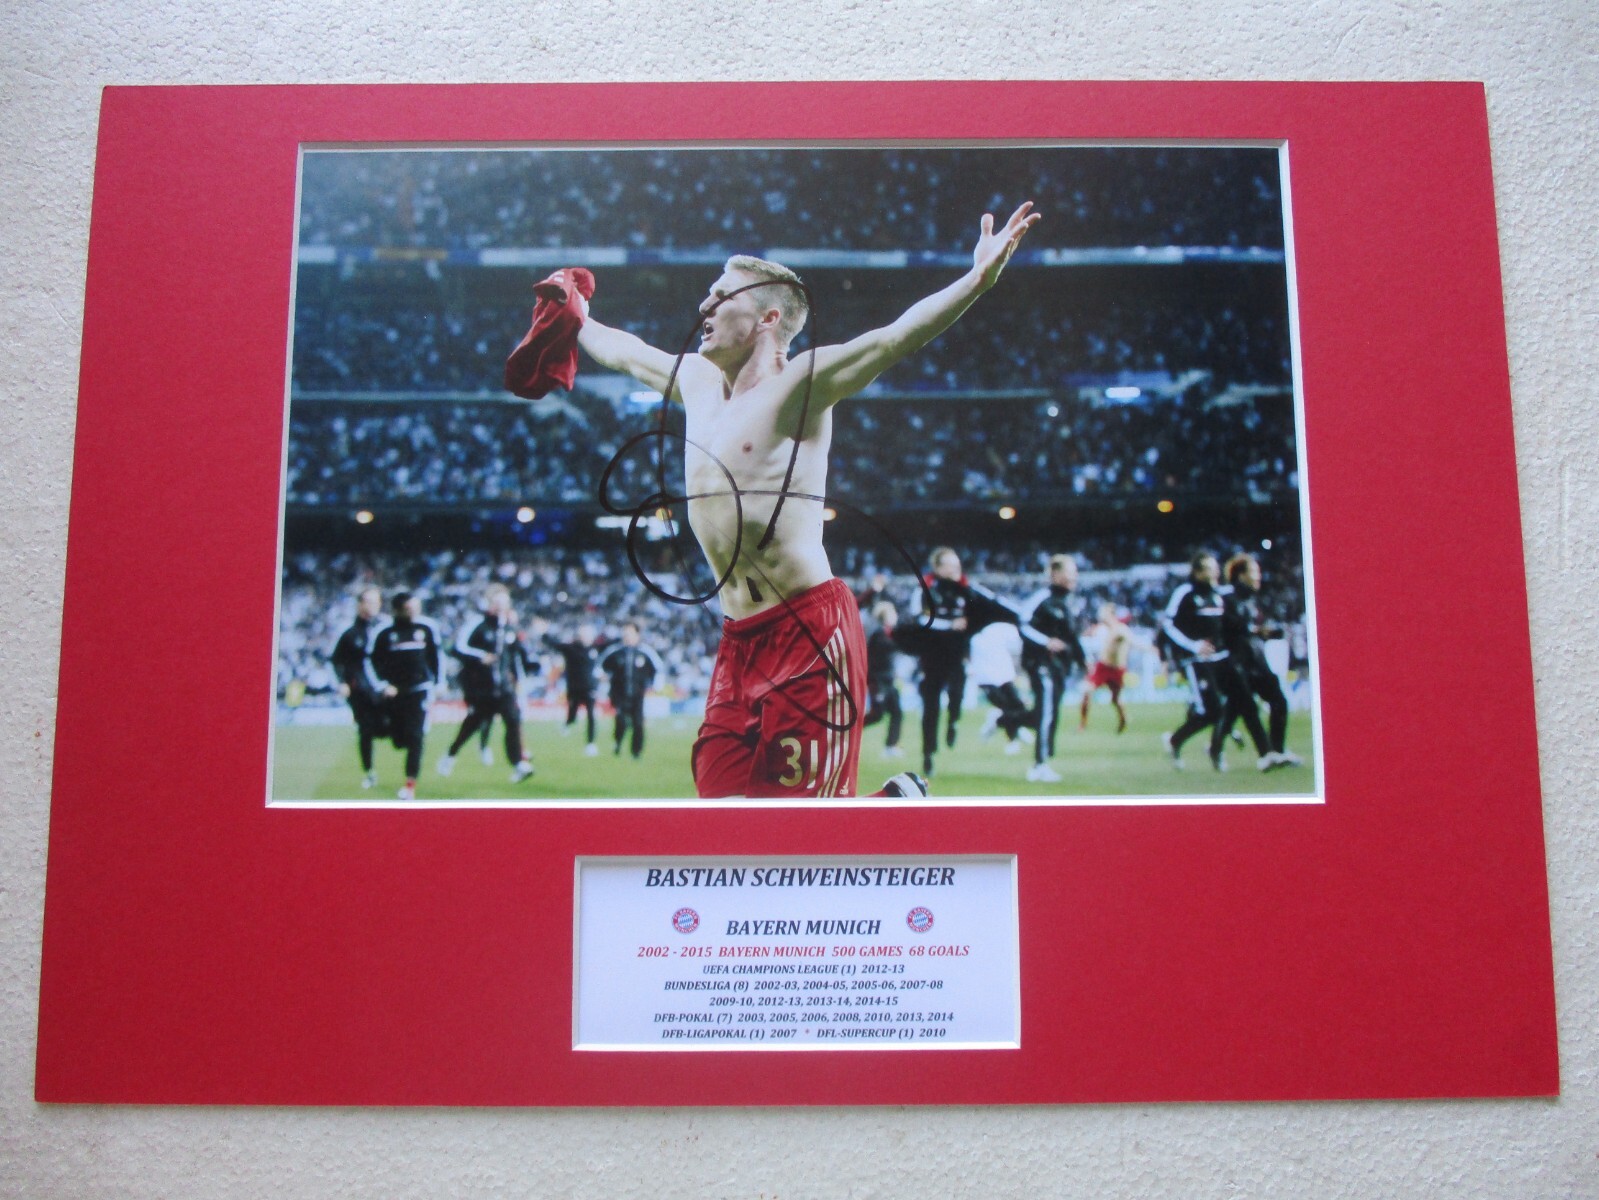 31
BASTIAN SCHWEINSTEIGER
BAYERN MUNICH
2002 - 2015 BAYERN MUNICH 500 GAMES 68 GOALS
UEFA CHAMPIONS LEAGUE (1) 2012-13
BUNDESLIGA (8) 2002-03, 2004-05, 2005-06, 2007-08
2009-10, 2012-13, 2013-14, 2014-15
DFB-POKAL (7) 2003, 2005, 2006, 2008, 2010, 2013, 2014
DFB-LIGAPOKAL (1) 2007 * DFL-SUPERCUP (1) 2010